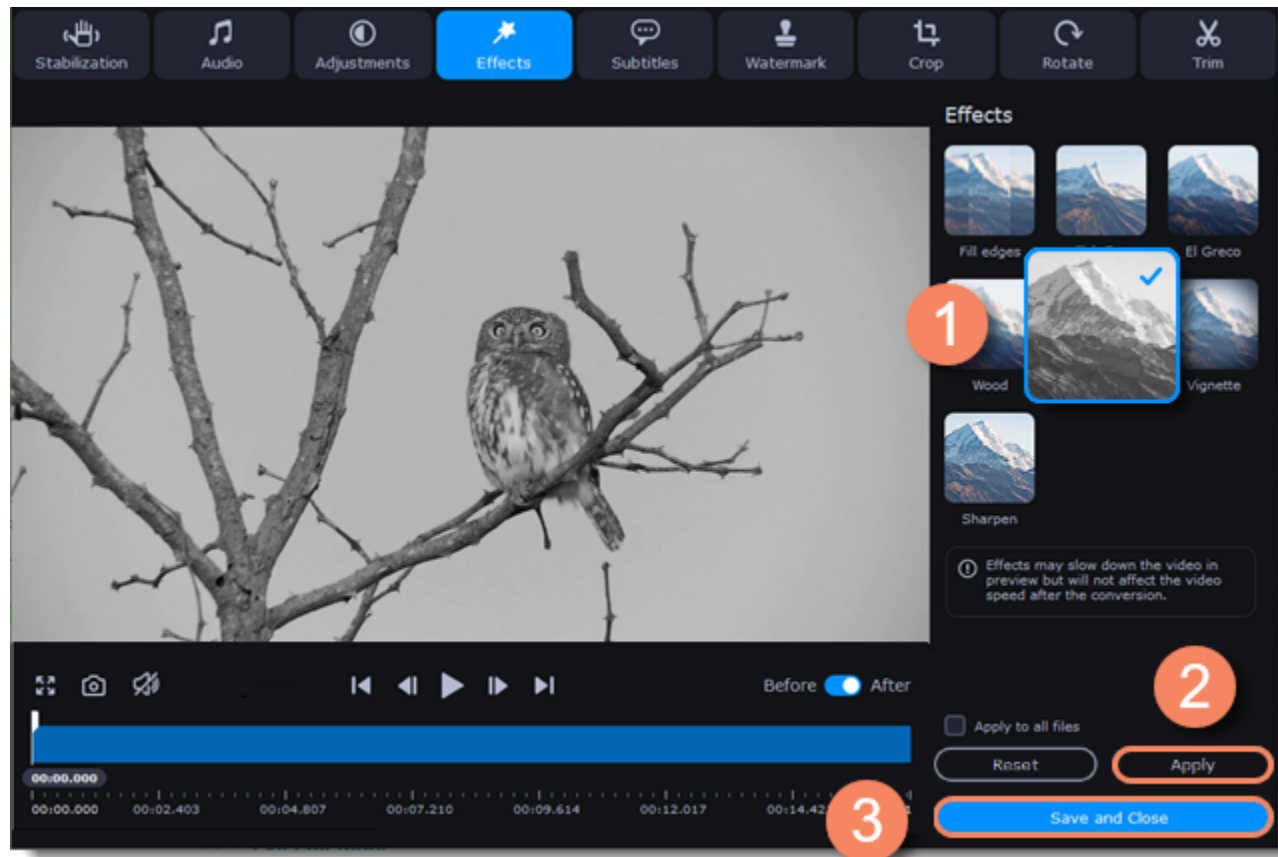 Stabilization
Audio
Adjustments
Effects
Subtitles
Watermark
Crop
Rotate
Trim
Effects
Fill edges
El Greco
1
Wood
Vignette
Sharpen
Effects may slow down the video in
preview but will not affect the video
speed after the conversion.
Before
After
2
Apply to all files
00:00.000
Reset
Apply
00:00.000
00:02.403
00:04.807
00:07.210
00:09.614
00:12.017
3
Save and Close